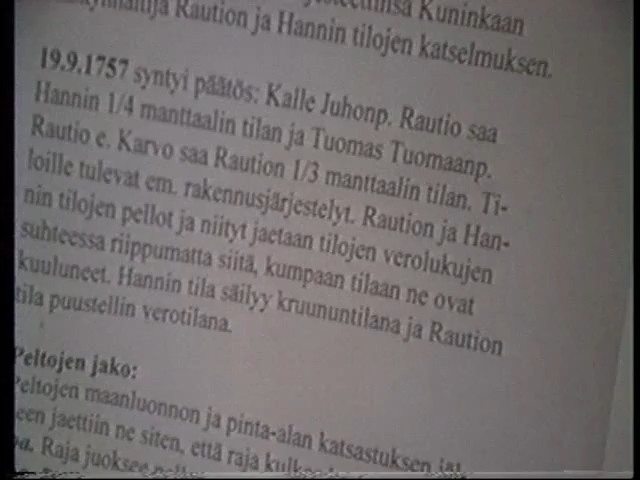 Kuninkaan
Raution ja Hannin tilojen katselmuksen.
19.9.1757 syntyi päätös: Kalle Juhonp. Rautio saa
Hannin 1/4 manttaalin tilan ja Tuomas Tuomaanp.
Rautio e. Karvo saa Raution 1/3 manttaalin tilan. Ti-
loille tulevat em. rakennusjärjestelyt. Raution ja Han-
nin tilojen pellot ja niityt jaetaan tilojen verolukujen
suhteessa riippumatta siitä, kumpaan tilaan ne ovat
kuuluneet. Hannin tila säilyy kruununtilana ja Raution
tila puustellin verotilana.
Peltojen jako:
Peltojen maanluonnon ja pinta-alan katsastuksen
jaettiin ne siten, että raja
Raja juoksee